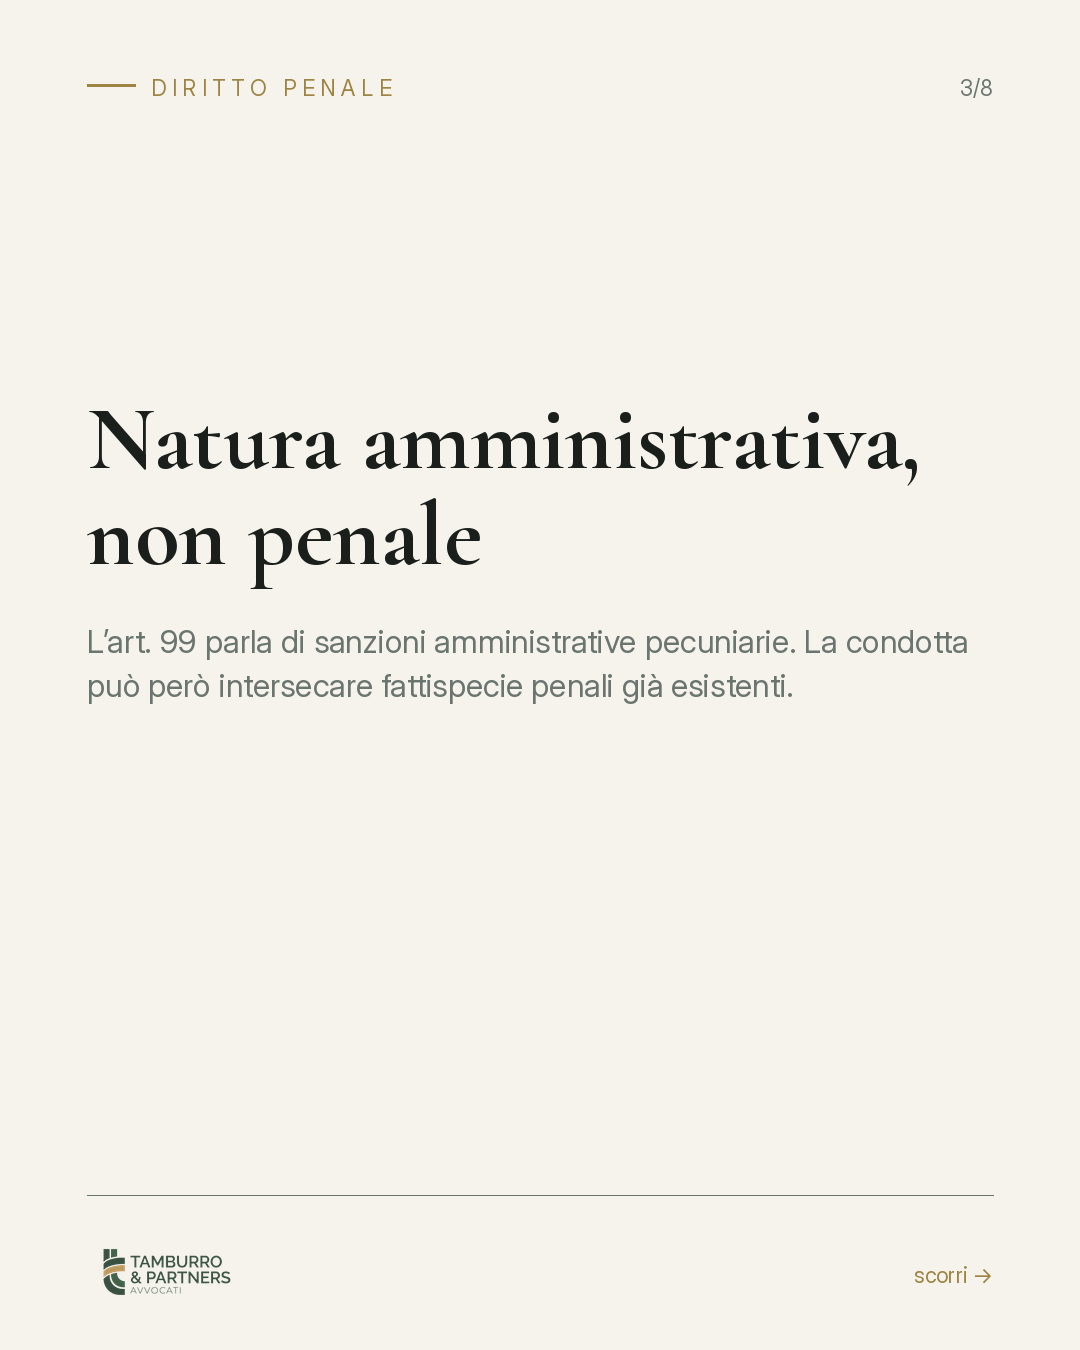 DIRITTO PENALE
3/8
Natura amministrativa,
non penale
L’art. 99 parla di sanzioni amministrative pecuniarie. La condotta
può però intersecare fattispecie penali già esistenti.
TAMBURRO
& PARTNERS
AVVOCATI
scorri →